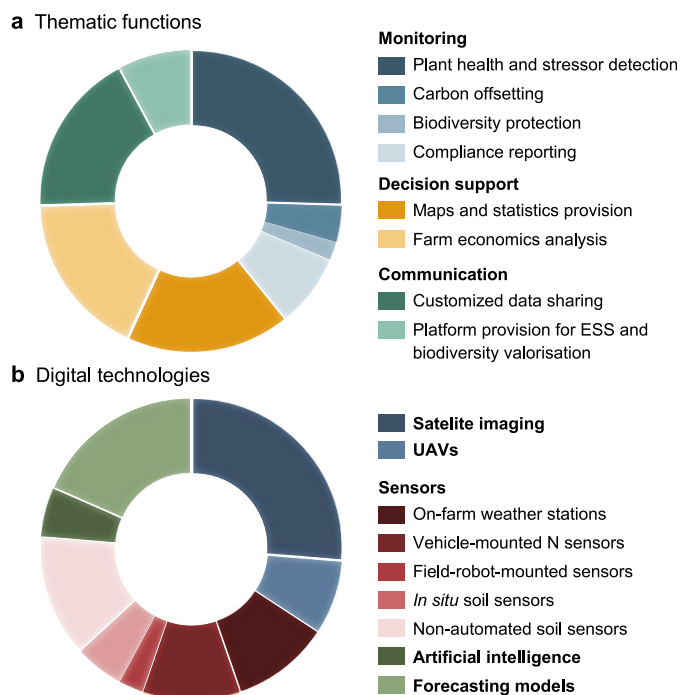 a Thematic functions
Monitoring
Plant health and stressor detection
Carbon offsetting
Biodiversity protection
Compliance reporting
Decision support
Maps and statistics provision
Farm economics analysis
Communication
Customized data sharing
Platform provision for ESS and
biodiversity valorisation
b Digital technologies
Satelite imaging
UAVs
Sensors
On-farm weather stations
Vehicle-mounted N sensors
Field-robot-mounted sensors
In situ soil sensors
Non-automated soil sensors
Artificial intelligence
Forecasting models